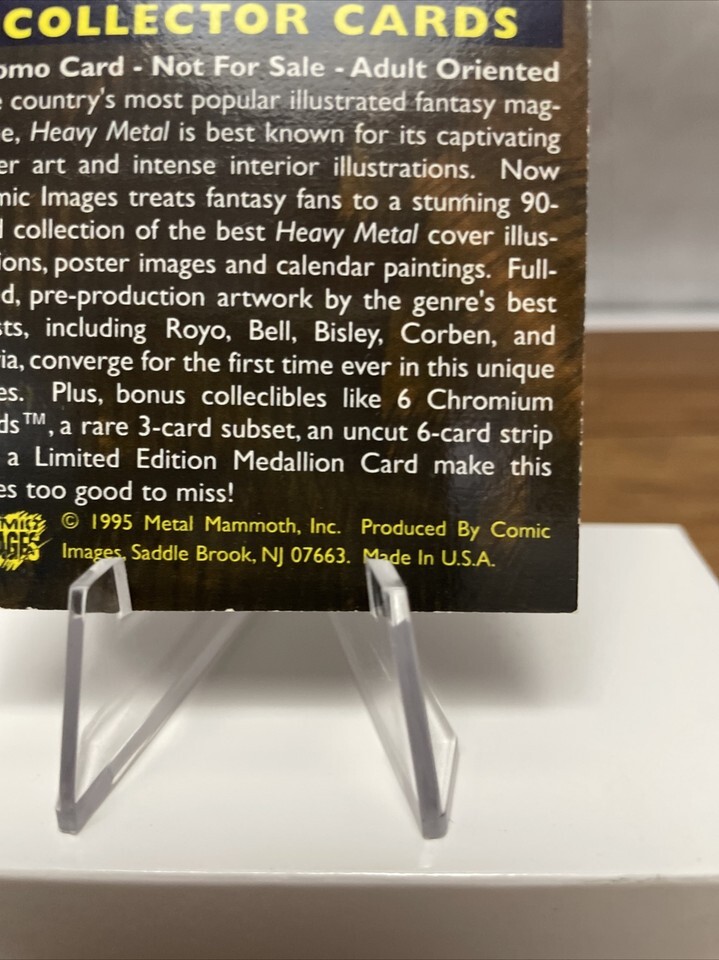 COLLECTOR CARDS
omo Card - Not For Sale - Adult Oriented
e country's most popular illustrated fantasy mag-
e, Heavy Metal is best known for its captivating
er art and intense interior illustrations. Now
mic Images treats fantasy fans to a stunning 90-
d collection of the best Heavy Metal cover illus-
ions, poster images and calendar paintings. Full-
d, pre-production artwork by the genre's best
sts, including Royo, Bell, Bisley, Corben, and
ia, converge for the first time ever in this unique
es. Plus, bonus colleclibles like 6 Chromium
ds™, a rare 3-card subset, an uncut 6-card strip
a Limited Edition Medallion Card make this
es too good to miss!
© 1995 Metal Mammoth, Inc. Produced By Comic
Images, Saddle Brook, NJ 07663. Made In U.S.A.